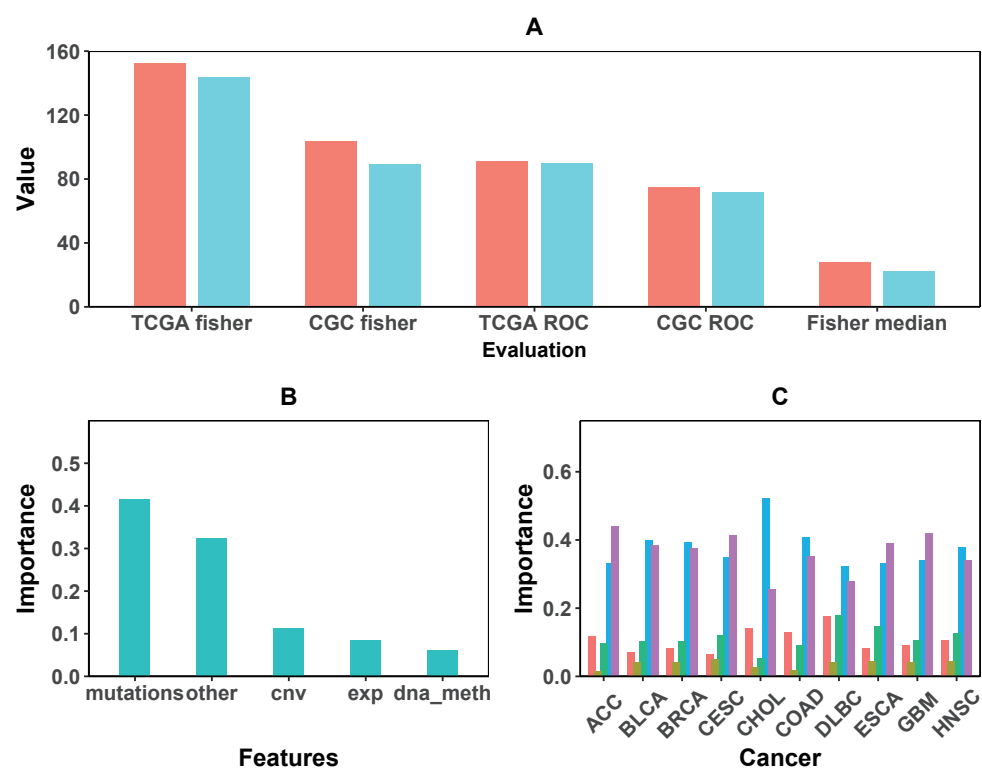 A
160
120
80
40
0
Value
TCGA fisher CGC fisher TCGA ROC CGC ROC Fisher median
Evaluation
B
0.5
0.4
0.3
0.2
0.1
0.0
Importance
mutations other cnv exp dna_meth
Features
C
0.6
0.4
0.2
0.0
Importance
ACC BLCA BRCA CESC CHOL COAD DLBC ESCA GBM HNSC
Cancer